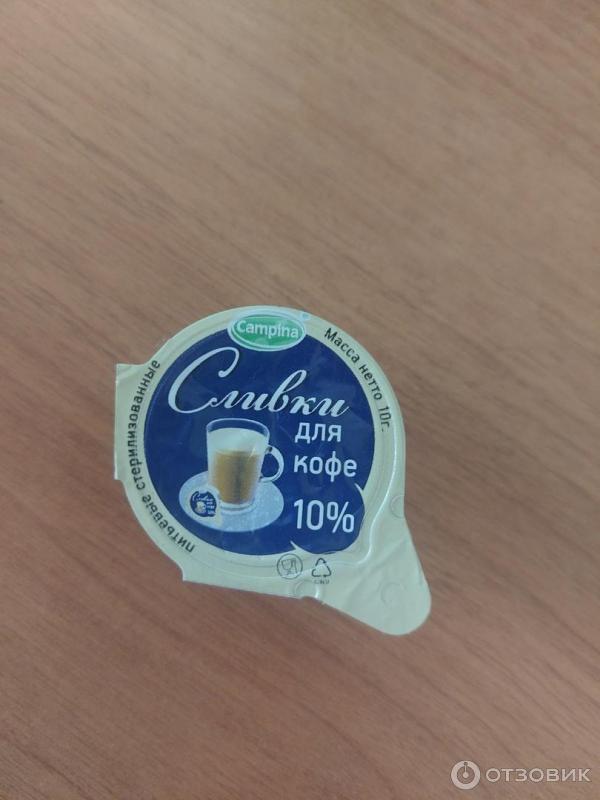 Campina
Сливки
для
кофе
10%
Масса нетто 10г.
питьевые стерилизованные
ОТЗОВИК